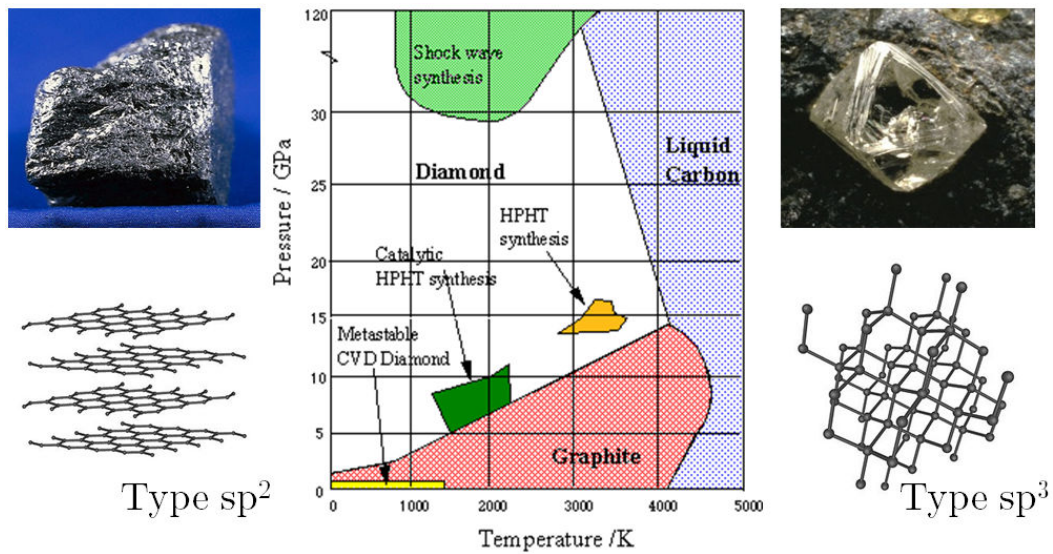 120
Shock wave
synthesis
30
Liquid
Carbon
Diamond
25
Pressure / GPa
HPHT
synthesis
Catalytic
HPHT synthesis
20
15
Metastable
CVD Diamond
10
5
Graphite
0
0 1000 2000 3000 4000 5000
Temperature /K
Type sp²
Type sp³